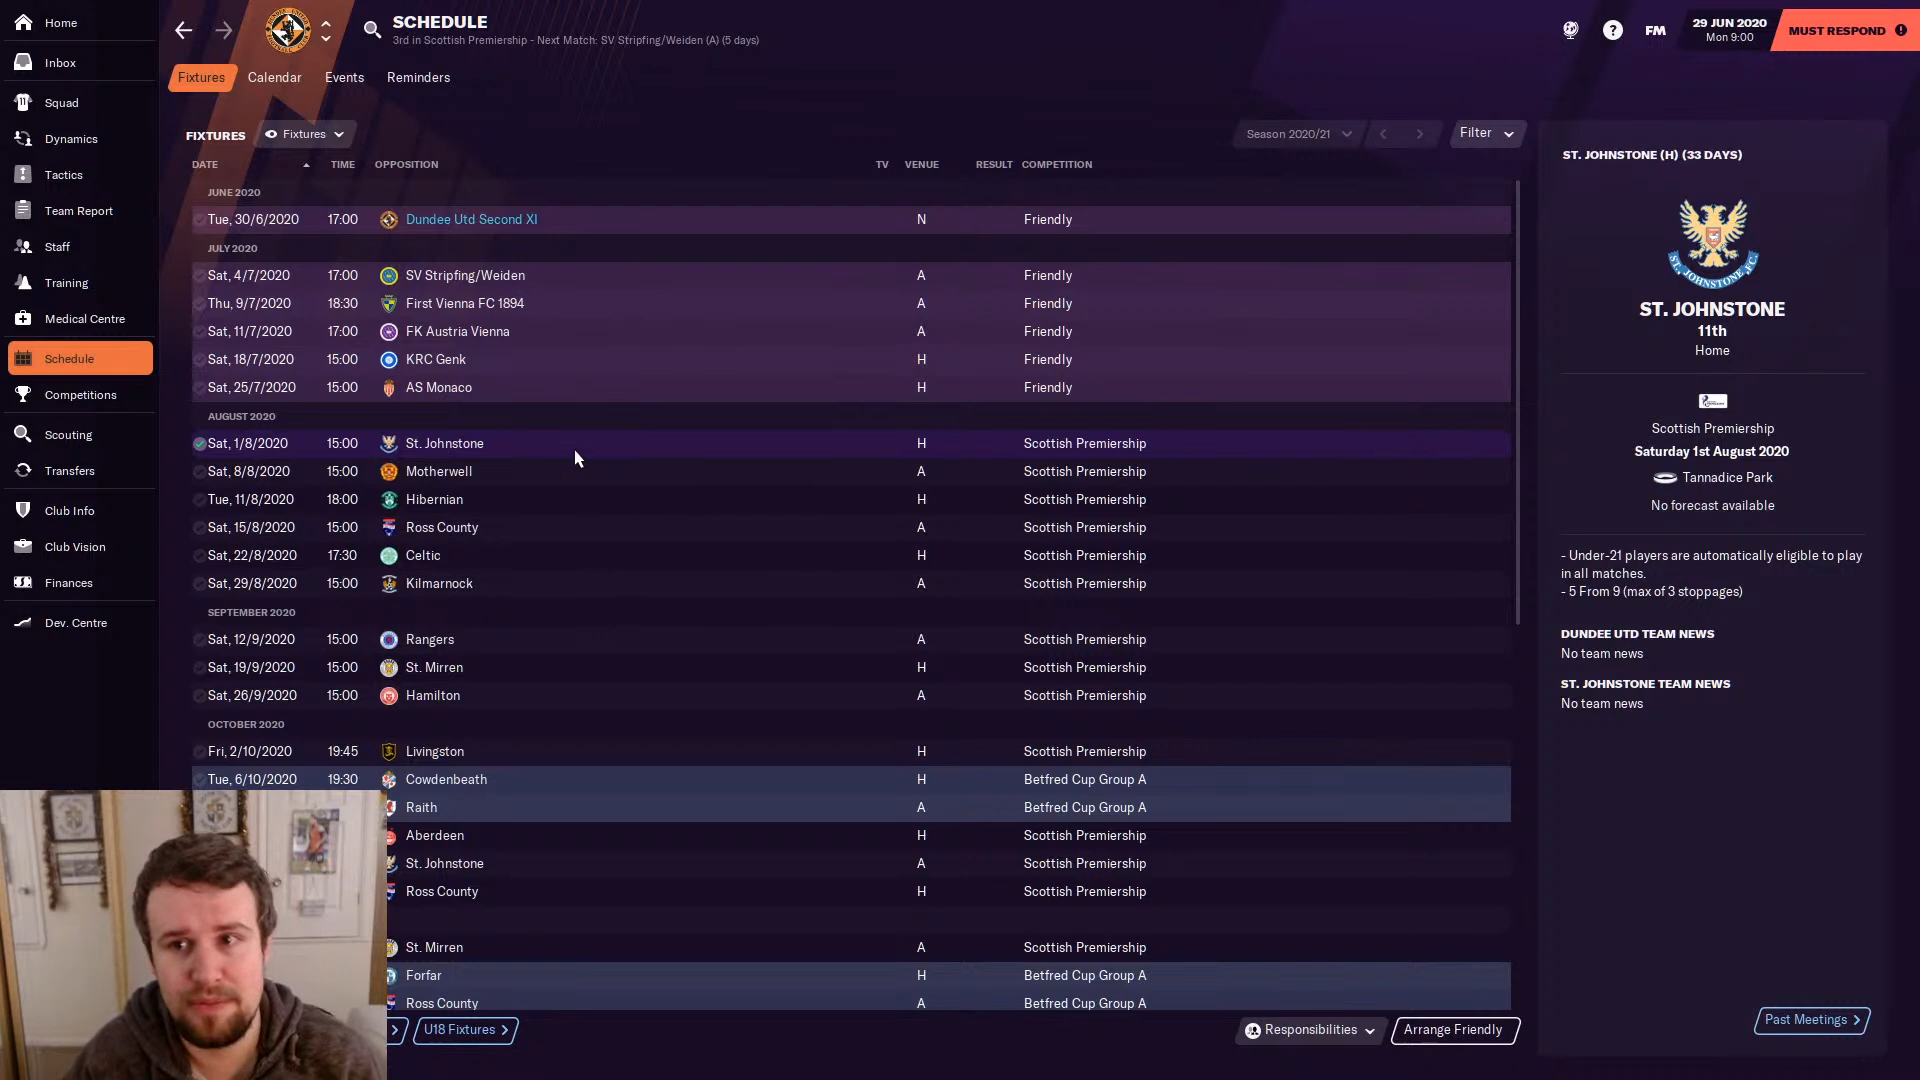 Home
Inbox
Squad
Dynamics
Tactics
Team Report
Staff
Training
Medical Centre
Schedule
Competitions
Scouting
Transfers
Club Info
Club Vision
Finances
Dev. Centre
SCHEDULE
3rd in Scottish Premiership - Next Match: SV Stripfing/Weiden (A) (5 days)
FM
29 JUN 2020
Mon 9:00
MUST RESPOND
Fixtures Calendar Events Reminders
FIXTURES Fixtures Season 2020/21 Filter
DATE TIME OPPOSITION TV VENUE RESULT COMPETITION
JUNE 2020
Tue, 30/6/2020 17:00 Dundee Utd Second XI N Friendly
JULY 2020
Sat, 4/7/2020 17:00 SV Stripfing/Weiden A Friendly
Thu, 9/7/2020 18:30 First Vienna FC 1894 A Friendly
Sat, 11/7/2020 17:00 FK Austria Vienna A Friendly
Sat, 18/7/2020 15:00 KRC Genk H Friendly
Sat, 25/7/2020 15:00 AS Monaco H Friendly
AUGUST 2020
Sat, 1/8/2020 15:00 St. Johnstone H Scottish Premiership
Sat, 8/8/2020 15:00 Motherwell A Scottish Premiership
Tue, 11/8/2020 18:00 Hibernian H Scottish Premiership
Sat, 15/8/2020 15:00 Ross County A Scottish Premiership
Sat, 22/8/2020 17:30 Celtic H Scottish Premiership
Sat, 29/8/2020 15:00 Kilmarnock A Scottish Premiership
SEPTEMBER 2020
Sat, 12/9/2020 15:00 Rangers A Scottish Premiership
Sat, 19/9/2020 15:00 St. Mirren H Scottish Premiership
Sat, 26/9/2020 15:00 Hamilton A Scottish Premiership
OCTOBER 2020
Fri, 2/10/2020 19:45 Livingston H Scottish Premiership
Tue, 6/10/2020 19:30 Cowdenbeath H Betfred Cup Group A
Raith A Betfred Cup Group A
Aberdeen H Scottish Premiership
St. Johnstone A Scottish Premiership
Ross County H Scottish Premiership
St. Mirren A Scottish Premiership
Forfar H Betfred Cup Group A
Ross County A Betfred Cup Group A
U18 Fixtures Responsibilities Arrange Friendly
ST. JOHNSTONE (H) (33 DAYS)
ST. JOHNSTONE F.C.
ST. JOHNSTONE
11th
Home
Scottish Premiership
Saturday 1st August 2020
Tannadice Park
No forecast available
- Under-21 players are automatically eligible to play
in all matches.
- 5 From 9 (max of 3 stoppages)
DUNDEE UTD TEAM NEWS
No team news
ST. JOHNSTONE TEAM NEWS
No team news
Past Meetings